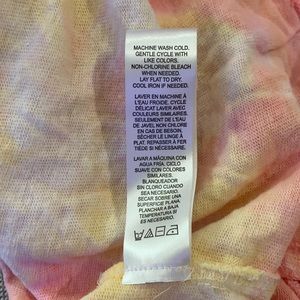 MACHINE WASH COLD.
GENTLE CYCLE WITH
LIKE COLORS.
NON-CHLORINE BLEACH
WHEN NEEDED.
LAY FLAT TO DRY.
COOL IRON IF NEEDED.
LAVER EN MACHINE À
L'EAU FROIDE. CYCLE
DÉLICAT LAVER AVEC
COULEURS SIMILAIRES.
SEULEMENT DE L'EAU
DE JAVEL NON CHLORE
EN CAS DE BESOIN.
SÉCHER LE LINGE À
PLAT. REPASSER À FER
TIÈDE SI NÉCESSAIRE.
LAVAR A MÁQUINA CON
AGUA FRÍA. CICLO
SUAVE CON COLORES
SIMILARES.
BLANQUEADOR
SIN CLORO CUANDO
SEA NECESARIO.
SECAR SOBRE UNA
SUPERFICIE PLANA.
PLANCHAR A BAJA
TEMPERATURA SI
ES NECESARIO.